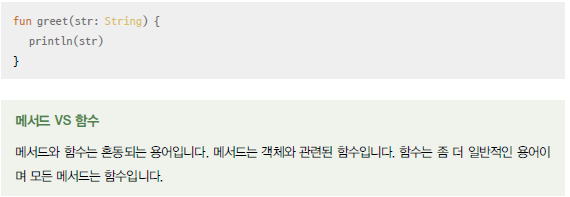 fun greet(str: String) {
println(str)
}
메서드 VS 함수
메서드와 함수는 혼동되는 용어입니다. 메서드는 객체와 관련된 함수입니다. 함수는 좀 더 일반적인 용어이
며 모든 메서드는 함수입니다.